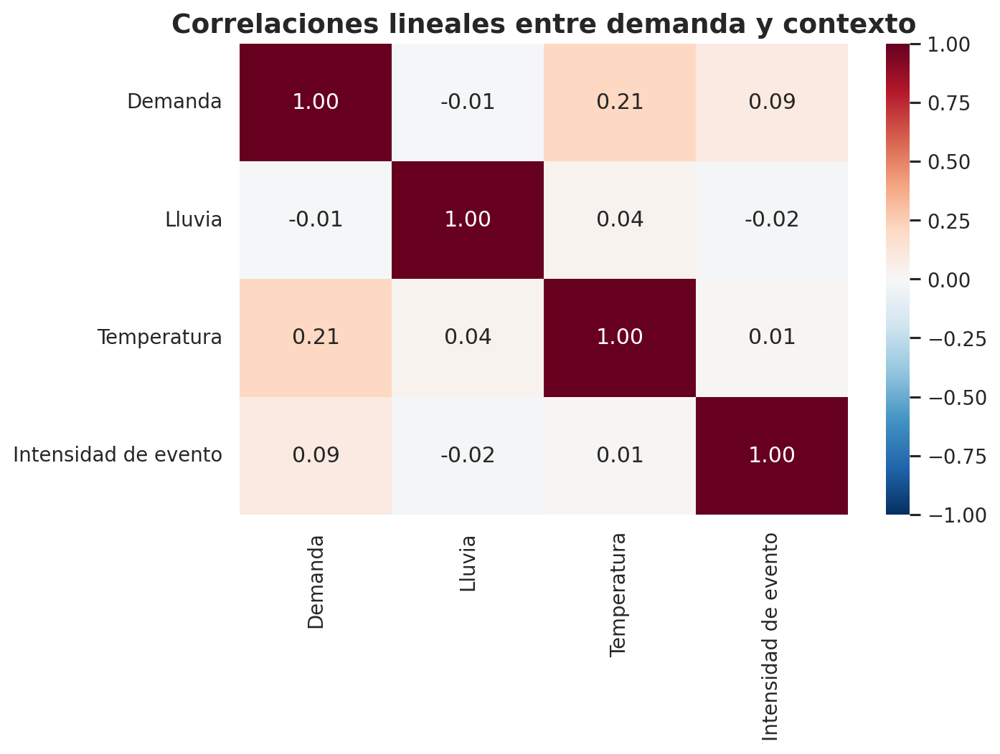 Correlaciones lineales entre demanda y contexto
Demanda 1.00 -0.01 0.21 0.09
Lluvia -0.01 1.00 0.04 -0.02
Temperatura 0.21 0.04 1.00 0.01
Intensidad de evento 0.09 -0.02 0.01 1.00
Demanda
Lluvia
Temperatura
Intensidad de evento
1.00
0.75
0.50
0.25
0.00
−0.25
−0.50
−0.75
−1.00